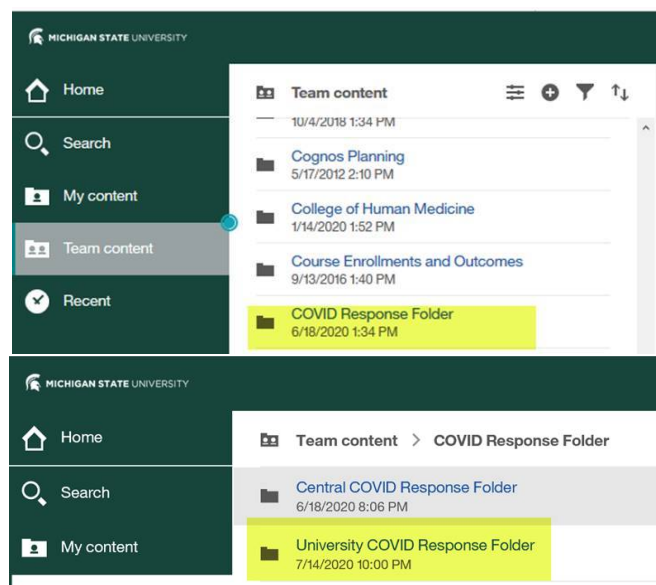 MICHIGAN STATE UNIVERSITY
Home
Search
My content
Team content
Recent
Team content
10/4/2018 1:34 PM
Cognos Planning
5/17/2012 2:10 PM
College of Human Medicine
1/14/2020 1:52 PM
Course Enrollments and Outcomes
9/13/2016 1:40 PM
COVID Response Folder
6/18/2020 1:34 PM
MICHIGAN STATE UNIVERSITY
Home
Search
My content
Team content > COVID Response Folder
Central COVID Response Folder
6/18/2020 8:06 PM
University COVID Response Folder
7/14/2020 10:00 PM